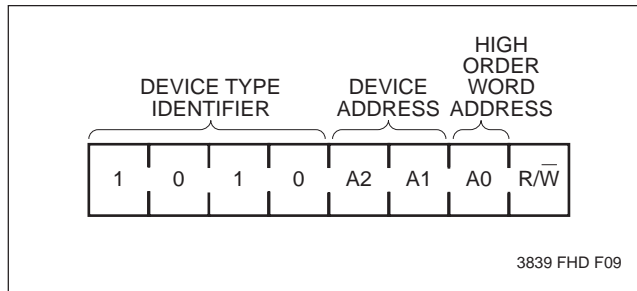 HIGH
ORDER
WORD
ADDRESS
DEVICE TYPE
IDENTIFIER
DEVICE
ADDRESS
1 0 1 0 A2 A1 A0 R/W̅
3839 FHD F09